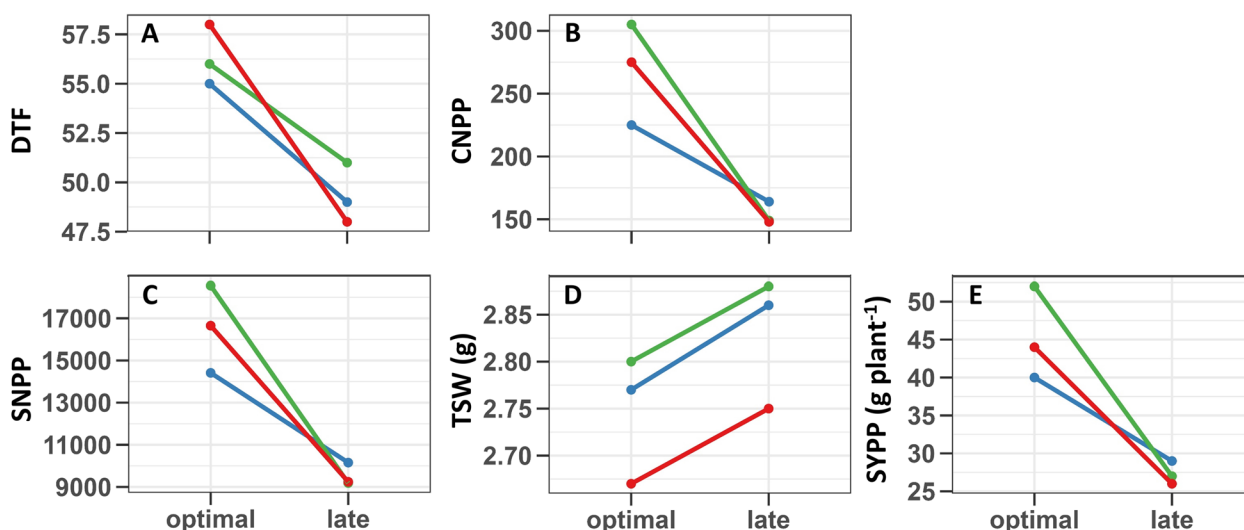 A
DTF
57.5
55.0
52.5
50.0
47.5
B
CNPP
300
250
200
150
C
SNPP
17000
15000
13000
11000
9000
optimal late
D
TSW (g)
2.85
2.80
2.75
2.70
optimal late
E
SYPP (g plant⁻¹)
50
45
40
35
30
25
optimal late